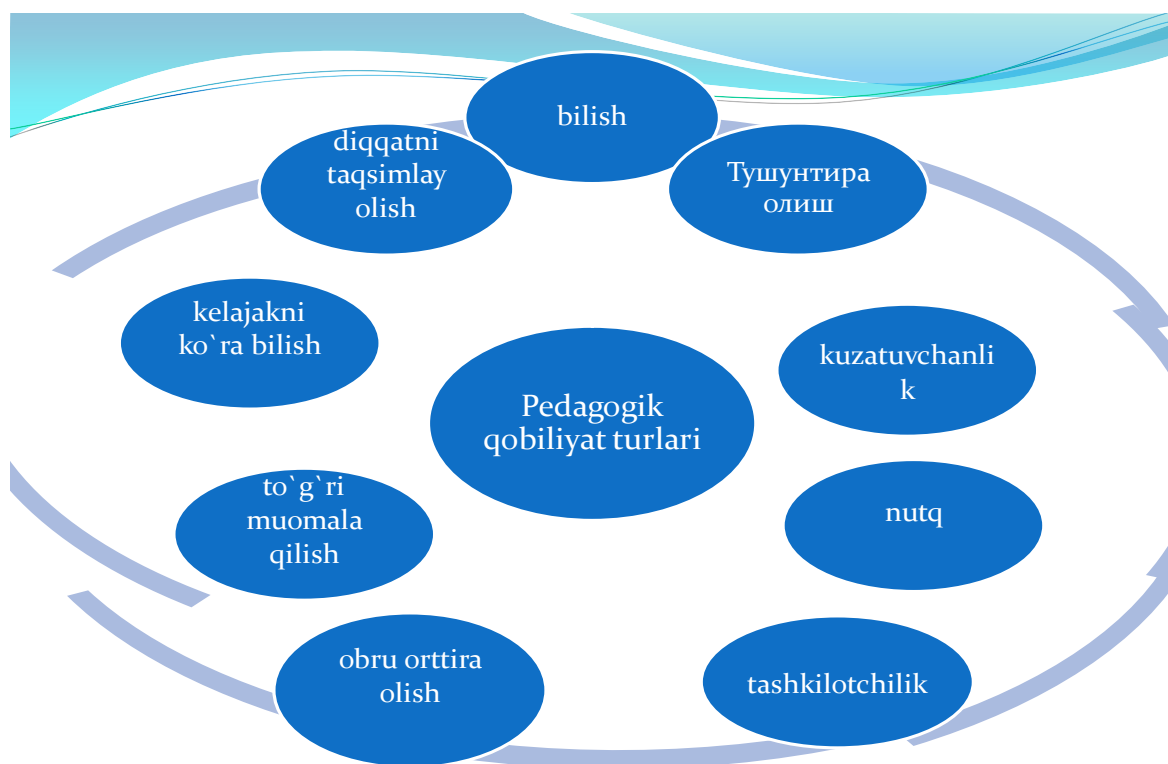 bilish
diqqatni
taqsimlay
olish
Тушунтира
олиш
kelajakni
ko`ra bilish
kuzatuvchanli
k
Pedagogik
qobiliyat turlari
to`g`ri
muomala
qilish
nutq
obru orttira
olish
tashkilotchilik